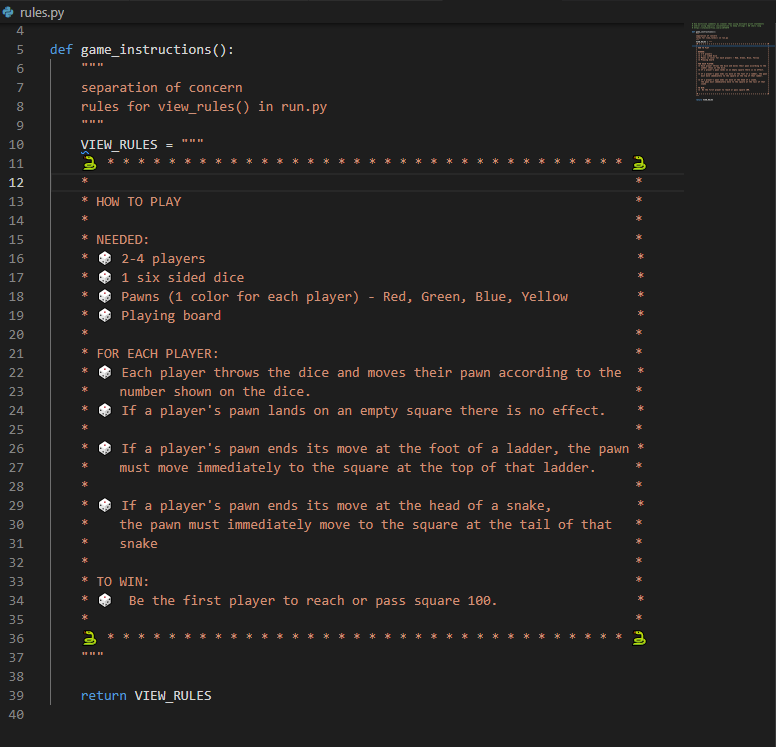 rules.py
4
5 def game_instructions():
6 """
7 separation of concern
8 rules for view_rules() in run.py
9 """
10 VIEW_RULES = """
11 🐍 * * * * * * * * * * * * * * * * * * * * * * * * * * * * * * * * * * 🐍
12 * *
13 * HOW TO PLAY *
14 * *
15 * NEEDED: *
16 * 🎲 2-4 players *
17 * 🎲 1 six sided dice *
18 * 🎲 Pawns (1 color for each player) - Red, Green, Blue, Yellow *
19 * 🎲 Playing board *
20 * *
21 * FOR EACH PLAYER: *
22 * 🎲 Each player throws the dice and moves their pawn according to the *
23 * number shown on the dice. *
24 * 🎲 If a player's pawn lands on an empty square there is no effect. *
25 * *
26 * 🎲 If a player's pawn ends its move at the foot of a ladder, the pawn *
27 * must move immediately to the square at the top of that ladder. *
28 * *
29 * 🎲 If a player's pawn ends its move at the head of a snake, *
30 * the pawn must immediately move to the square at the tail of that *
31 * snake *
32 * *
33 * TO WIN: *
34 * 🎲 Be the first player to reach or pass square 100. *
35 * *
36 🐍 * * * * * * * * * * * * * * * * * * * * * * * * * * * * * * * * * * 🐍
37 """
38
39 return VIEW_RULES
40